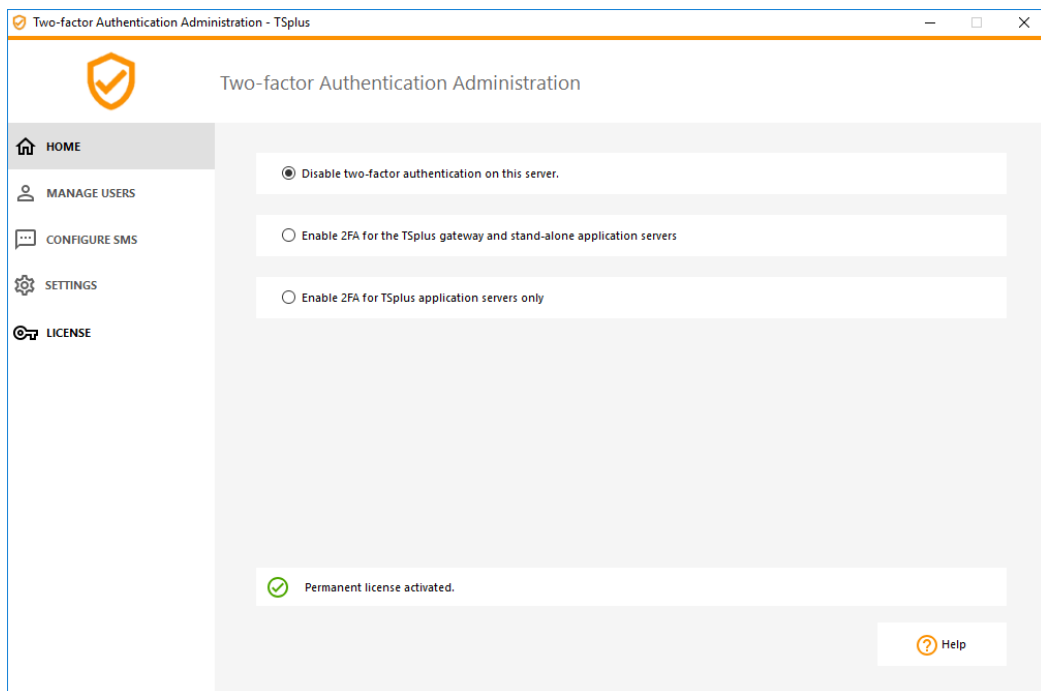 Two-factor Authentication Administration - TSplus
Two-factor Authentication Administration
HOME
MANAGE USERS
CONFIGURE SMS
SETTINGS
LICENSE
Disable two-factor authentication on this server.
Enable 2FA for the TSplus gateway and stand-alone application servers
Enable 2FA for TSplus application servers only
Permanent license activated.
Help